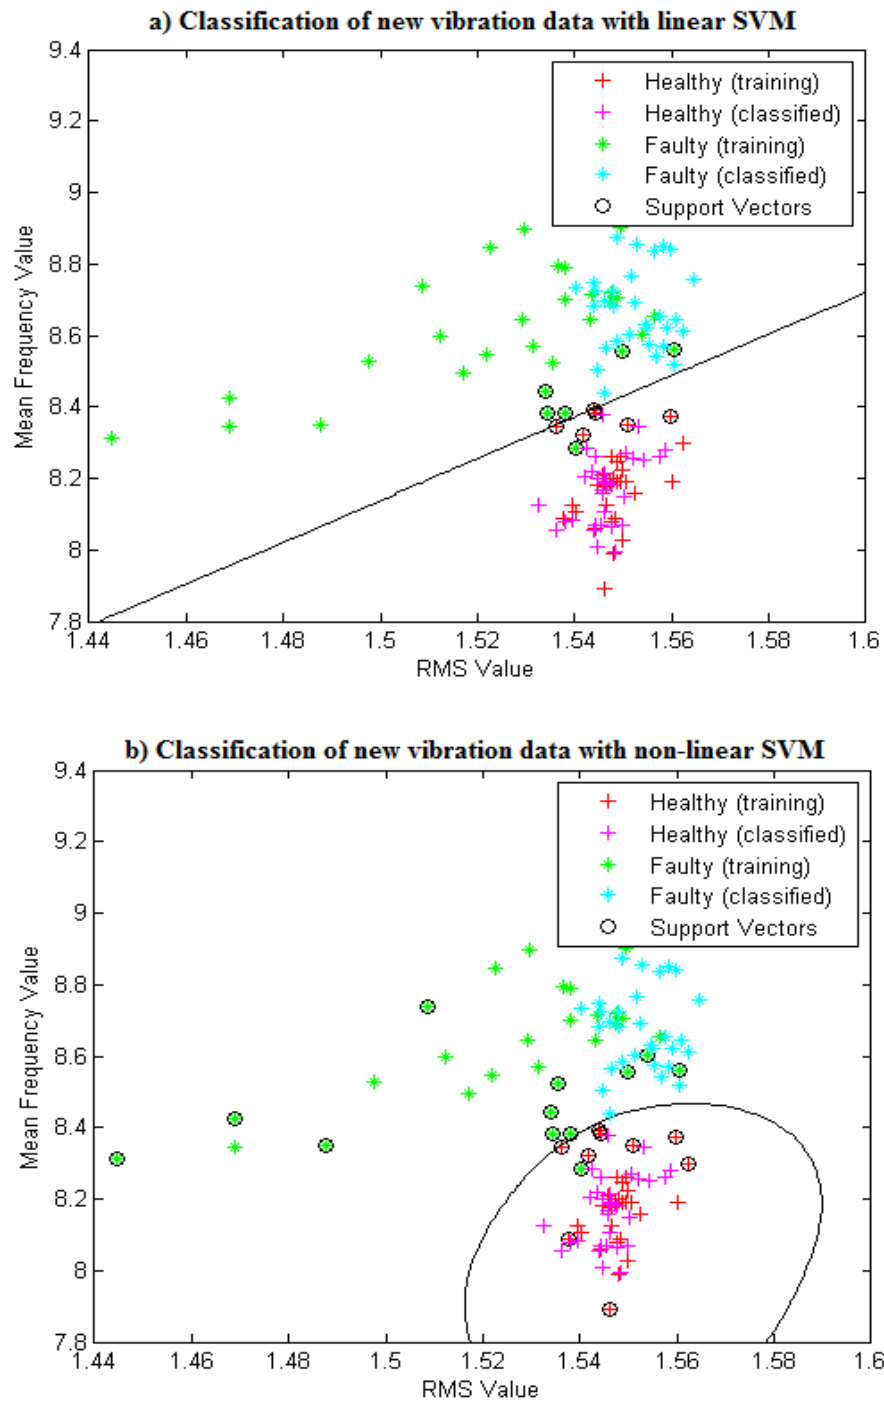 a) Classification of new vibration data with linear SVM
9.4
9.2
9
8.8
8.6
8.4
8.2
8
7.8
Mean Frequency Value
Healthy (training)
Healthy (classified)
Faulty (training)
Faulty (classified)
Support Vectors
1.44 1.46 1.48 1.5 1.52 1.54 1.56 1.58 1.6
RMS Value
b) Classification of new vibration data with non-linear SVM
9.4
9.2
9
8.8
8.6
8.4
8.2
8
7.8
Mean Frequency Value
Healthy (training)
Healthy (classified)
Faulty (training)
Faulty (classified)
Support Vectors
1.44 1.46 1.48 1.5 1.52 1.54 1.56 1.58 1.6
RMS Value